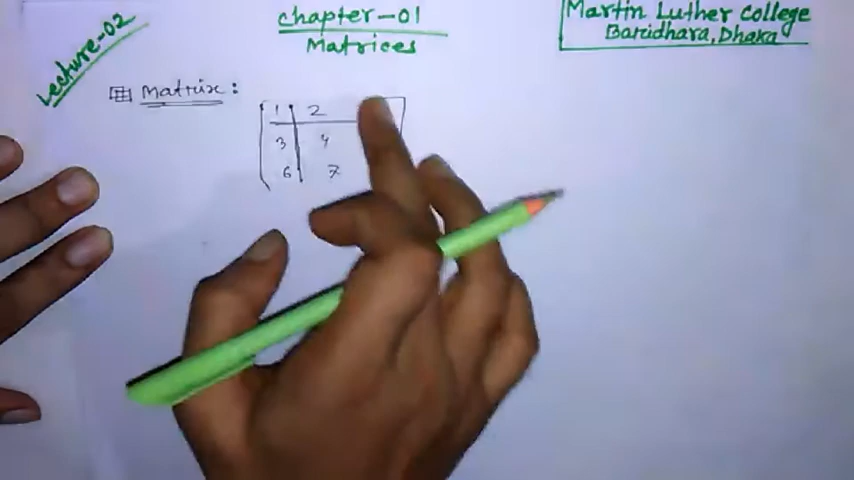 Lecture-02
chapter-01
Matrices
Martin Luther College
Baridhara, Dhaka
Matrix :
1 2
3 4
6 7